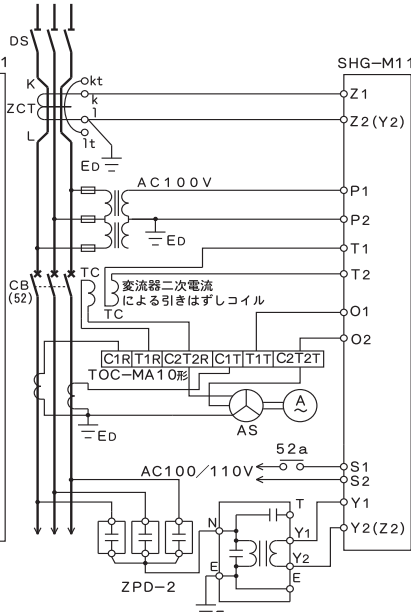 DS
1
SHG-M11
K
kt
ZCT
k
l
Z1
Z2(Y2)
L
lt
ED
AC100V
P1
P2
ED
T1
TC
T2
CB
(52)
変流器二次電流
による引きはずしコイル
TC
O1
O2
C1R T1R C2T2R C1T T1T C2T2T
TOC-MA10形
A
AS
ED
52a
AC100/110V
S1
S2
T
N
Y1
Y1
Y2
Y2(Z2)
E
E
ZPD-2